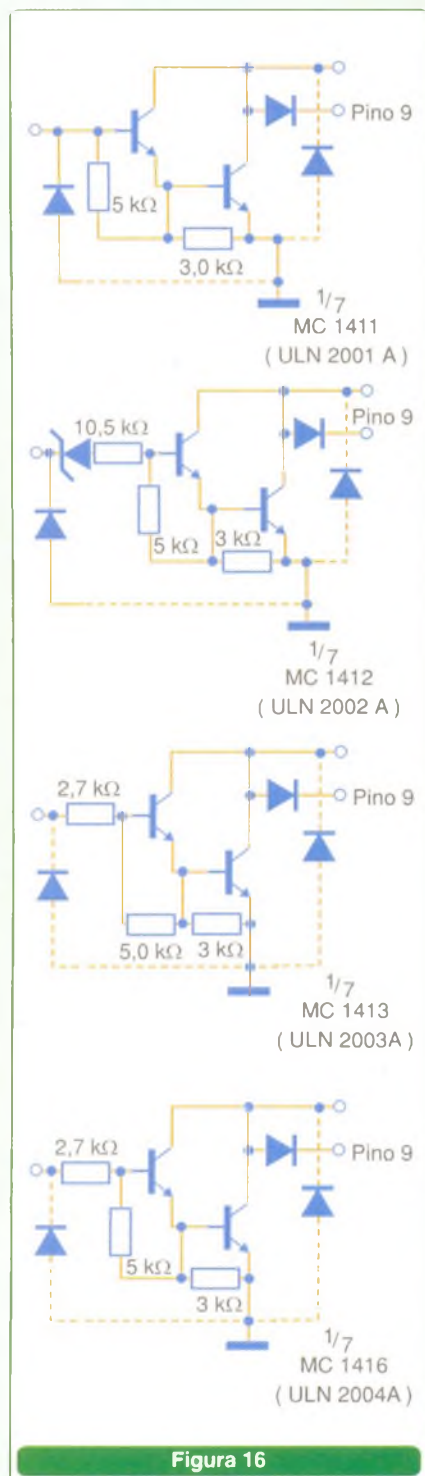 Pino 9
5 kΩ
3,0 kΩ
1/7
MC 1411
( ULN 2001 A )
10,5 kΩ
Pino 9
5 kΩ
3 kΩ
1/7
MC 1412
( ULN 2002 A )
2,7 kΩ
Pino 9
5,0 kΩ
3 kΩ
1/7
MC 1413
( ULN 2003A )
2,7 kΩ
Pino 9
5 kΩ
3 kΩ
1/7
MC 1416
( ULN 2004A )
Figura 16